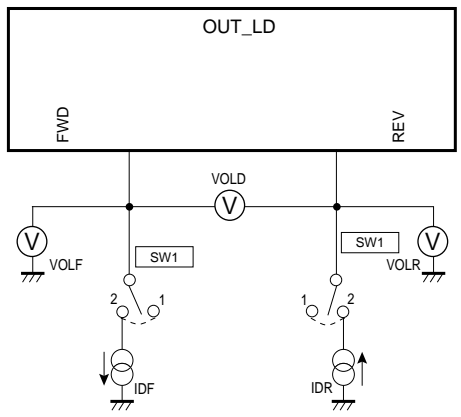 OUT_LD
FWD
REV
VOLD
V
V
VOLF
SW1
SW1
V
VOLR
2
1
1
2
IDF
IDR